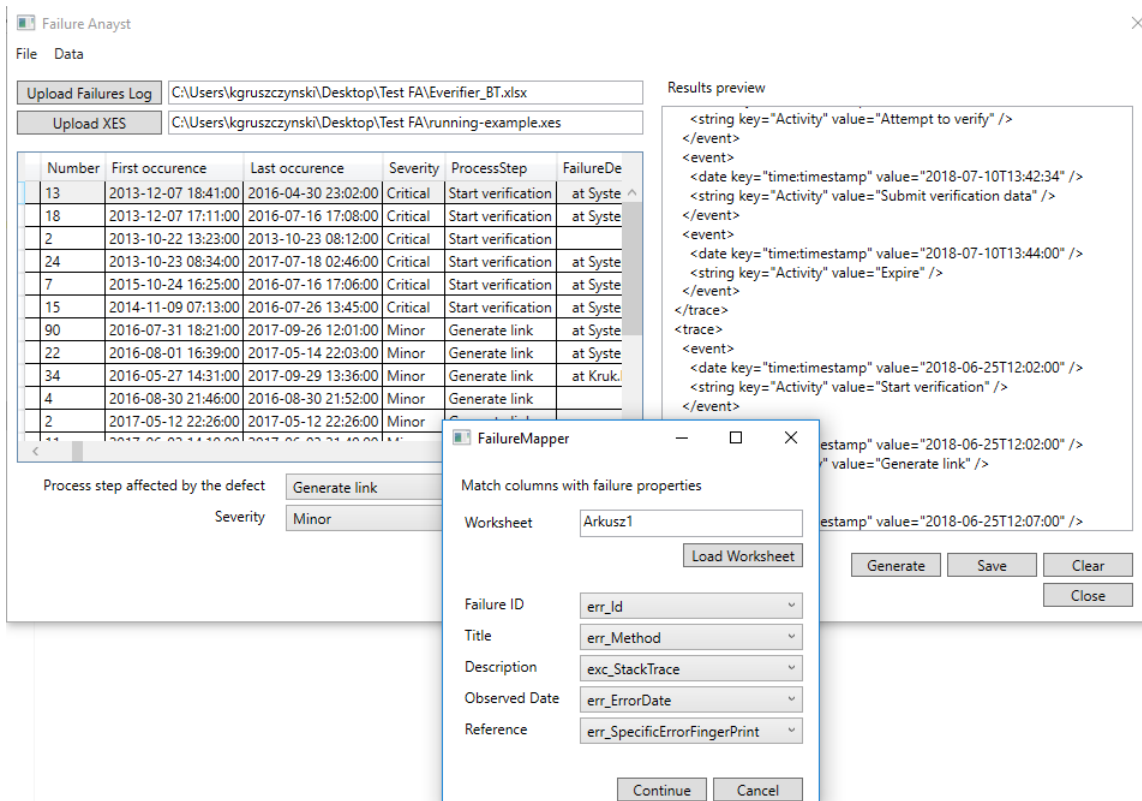 Failure Anayst
File Data
Upload Failures Log C:\Users\kgruszczynski\Desktop\Test FA\Everifier_BT.xlsx
Upload XES C:\Users\kgruszczynski\Desktop\Test FA\running-example.xes
Number First occurence Last occurence Severity ProcessStep FailureDe
13 2013-12-07 18:41:00 2016-04-30 23:02:00 Critical Start verification at Syste
18 2013-12-07 17:11:00 2016-07-16 17:08:00 Critical Start verification at Syste
2 2013-10-22 13:23:00 2013-10-23 08:12:00 Critical Start verification
24 2013-10-23 08:34:00 2017-07-18 02:46:00 Critical Start verification at Syste
7 2015-10-24 16:25:00 2016-07-16 17:06:00 Critical Start verification at Syste
15 2014-11-09 07:13:00 2016-07-26 13:45:00 Critical Start verification at Syste
90 2016-07-31 18:21:00 2017-09-26 12:01:00 Minor Generate link at Syste
22 2016-08-01 16:39:00 2017-05-14 22:03:00 Minor Generate link at Syste
34 2016-05-27 14:31:00 2017-09-29 13:36:00 Minor Generate link at Kruk.
4 2016-08-30 21:46:00 2016-08-30 21:52:00 Minor Generate link
2 2017-05-12 22:26:00 2017-05-12 22:26:00 Minor
Process step affected by the defect Generate link
Severity Minor
Results preview
<string key="Activity" value="Attempt to verify" />
</event>
<event>
<date key="time:timestamp" value="2018-07-10T13:42:34" />
<string key="Activity" value="Submit verification data" />
</event>
<event>
<date key="time:timestamp" value="2018-07-10T13:44:00" />
<string key="Activity" value="Expire" />
</event>
</trace>
<trace>
<event>
<date key="time:timestamp" value="2018-06-25T12:02:00" />
<string key="Activity" value="Start verification" />
</event>
estamp" value="2018-06-25T12:02:00" />
" value="Generate link" />
estamp" value="2018-06-25T12:07:00" />
Generate Save Clear
Close
FailureMapper
Match columns with failure properties
Worksheet Arkusz1
Load Worksheet
Failure ID err_Id
Title err_Method
Description exc_StackTrace
Observed Date err_ErrorDate
Reference err_SpecificErrorFingerPrint
Continue Cancel